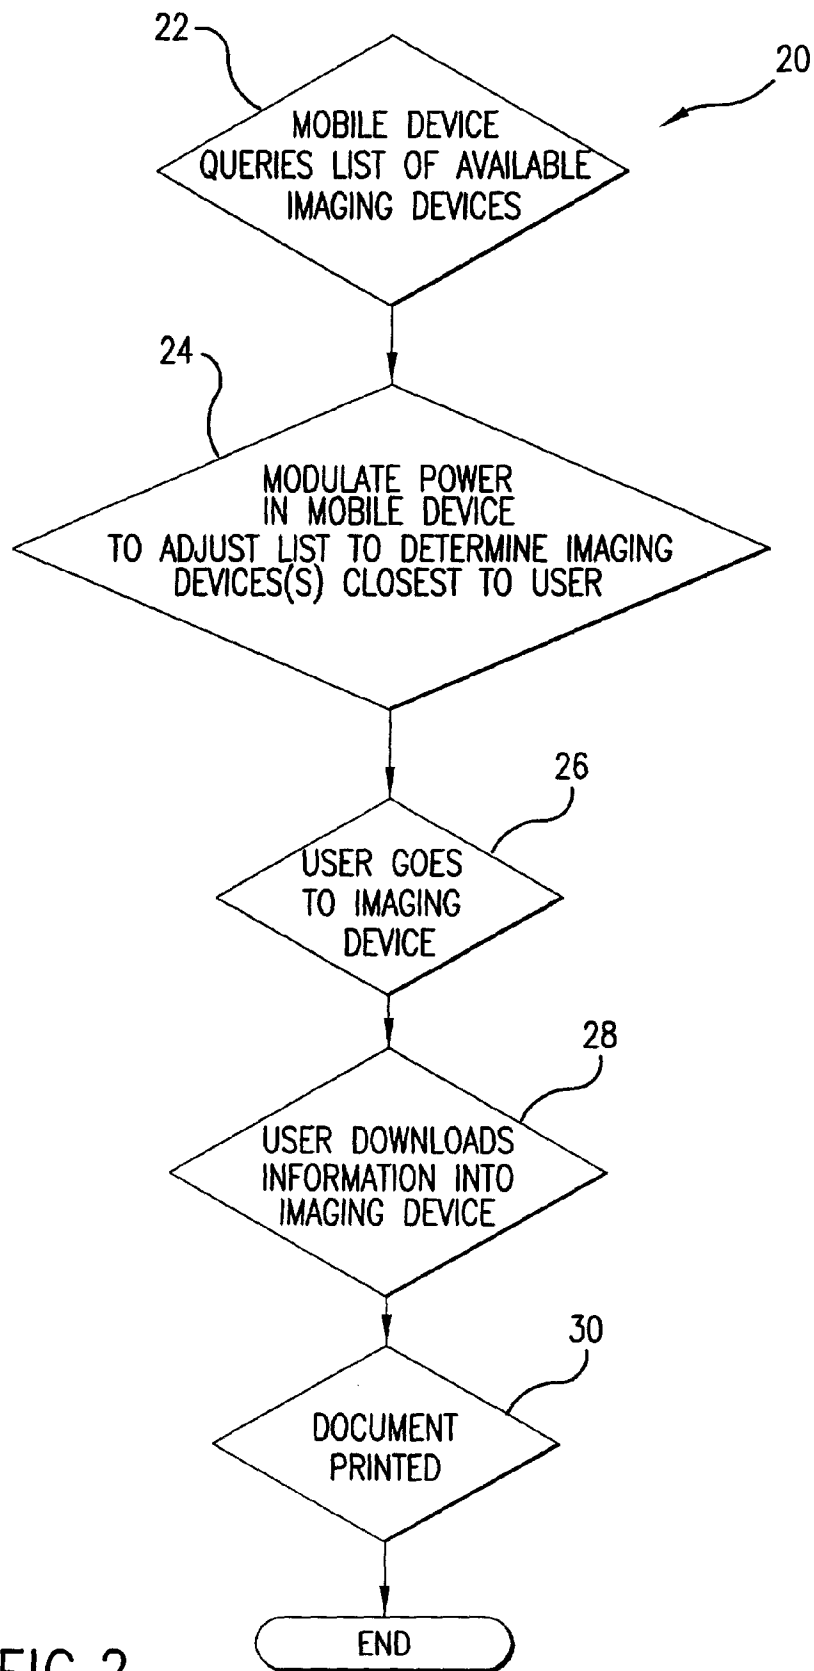 22
20
MOBILE DEVICE
QUERIES LIST OF AVAILABLE
IMAGING DEVICES
24
MODULATE POWER
IN MOBILE DEVICE
TO ADJUST LIST TO DETERMINE IMAGING
DEVICES(S) CLOSEST TO USER
26
USER GOES
TO IMAGING
DEVICE
28
USER DOWNLOADS
INFORMATION INTO
IMAGING DEVICE
30
DOCUMENT
PRINTED
END
FIG. 2